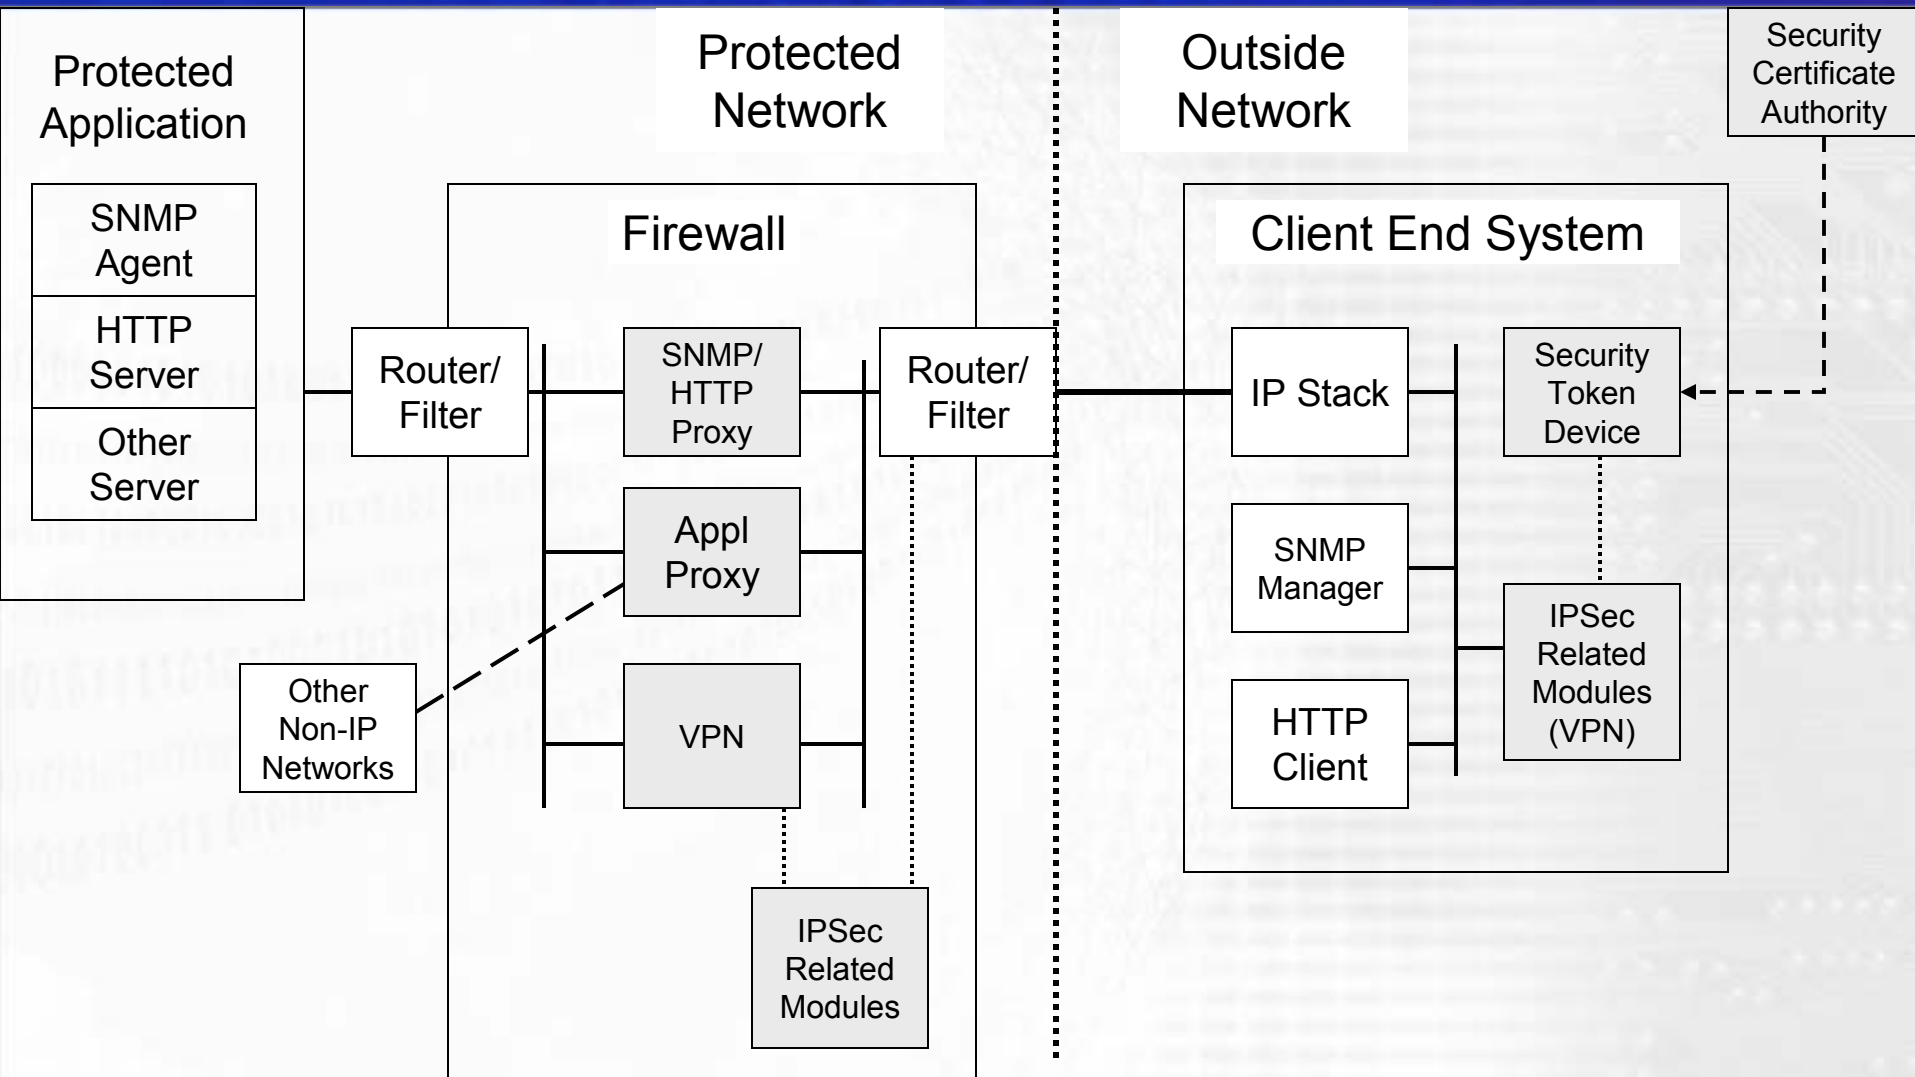 Protected
Application
SNMP
Agent
HTTP
Server
Other
Server
Protected
Network
Outside
Network
Security
Certificate
Authority
Firewall
Router/
Filter
SNMP/
HTTP
Proxy
Router/
Filter
Appl
Proxy
VPN
Other
Non-IP
Networks
IPSec
Related
Modules
Client End System
IP Stack
Security
Token
Device
SNMP
Manager
IPSec
Related
Modules
(VPN)
HTTP
Client